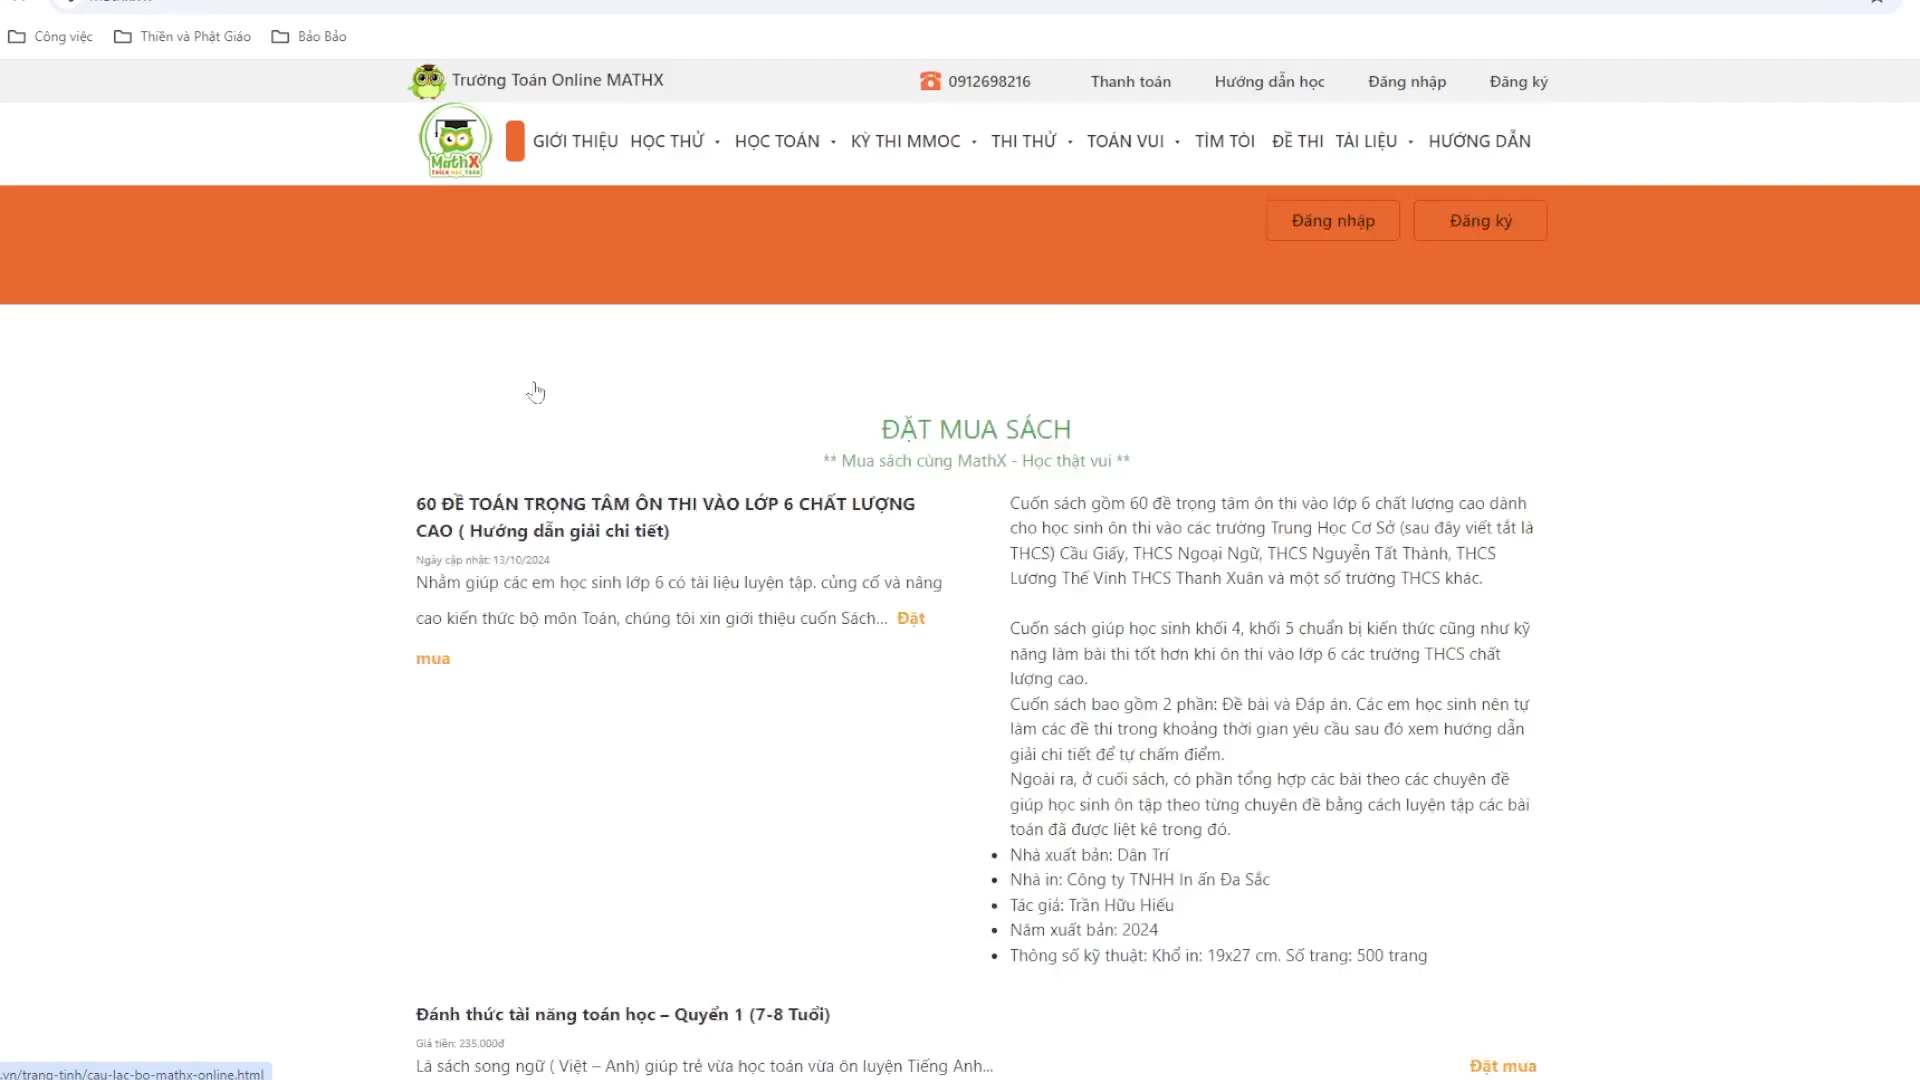 Công việc Thiền và Phật Giáo Bảo Bảo
Trường Toán Online MATHX 0912698216 Thanh toán Hướng dẫn học Đăng nhập Đăng ký
MathX
THÍCH HỌC TOÁN
GIỚI THIỆU HỌC THỬ HỌC TOÁN KỲ THI MMOC THI THỬ TOÁN VUI TÌM TÒI ĐỀ THI TÀI LIỆU HƯỚNG DẪN
Đăng nhập Đăng ký
ĐẶT MUA SÁCH
** Mua sách cùng MathX - Học thật vui **
60 ĐỀ TOÁN TRỌNG TÂM ÔN THI VÀO LỚP 6 CHẤT LƯỢNG
CAO ( Hướng dẫn giải chi tiết)
Ngày cập nhật: 13/10/2024
Nhằm giúp các em học sinh lớp 6 có tài liệu luyện tập. củng cố và nâng
cao kiến thức bộ môn Toán, chúng tôi xin giới thiệu cuốn Sách... Đặt
mua
Cuốn sách gồm 60 đề trọng tâm ôn thi vào lớp 6 chất lượng cao dành
cho học sinh ôn thi vào các trường Trung Học Cơ Sở (sau đây viết tắt là
THCS) Cầu Giấy, THCS Ngoại Ngữ, THCS Nguyễn Tất Thành, THCS
Lương Thế Vinh THCS Thanh Xuân và một số trường THCS khác.
Cuốn sách giúp học sinh khối 4, khối 5 chuẩn bị kiến thức cũng như kỹ
năng làm bài thi tốt hơn khi ôn thi vào lớp 6 các trường THCS chất
lượng cao.
Cuốn sách bao gồm 2 phần: Đề bài và Đáp án. Các em học sinh nên tự
làm các đề thi trong khoảng thời gian yêu cầu sau đó xem hướng dẫn
giải chi tiết để tự chấm điểm.
Ngoài ra, ở cuối sách, có phần tổng hợp các bài theo các chuyên đề
giúp học sinh ôn tập theo từng chuyên đề bằng cách luyện tập các bài
toán đã được liệt kê trong đó.
• Nhà xuất bản: Dân Trí
• Nhà in: Công ty TNHH In ấn Đa Sắc
• Tác giả: Trần Hữu Hiếu
• Năm xuất bản: 2024
• Thông số kỹ thuật: Khổ in: 19x27 cm. Số trang: 500 trang
Đánh thức tài năng toán học – Quyển 1 (7-8 Tuổi)
Giá tiền: 235.000đ
Là sách song ngữ ( Việt – Anh) giúp trẻ vừa học toán vừa ôn luyện Tiếng Anh... Đặt mua
.vn/trang-tinh/cau-lac-bo-mathx-online.html